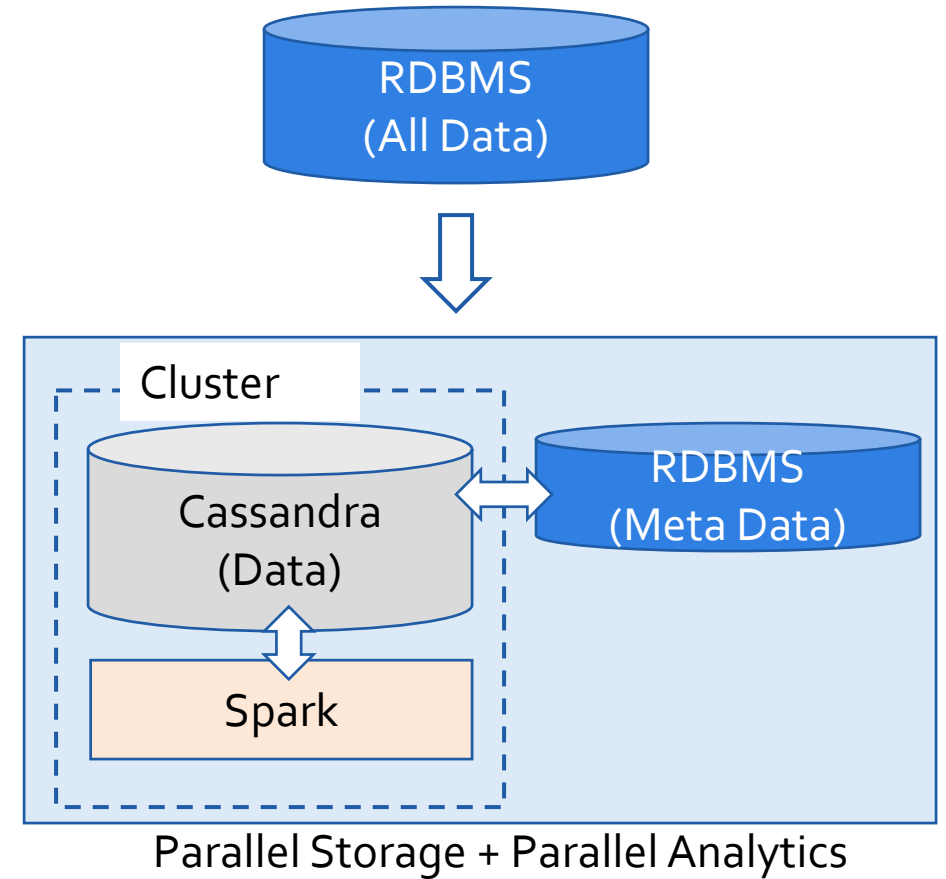 RDBMS
(All Data)
Cluster
Cassandra
(Data)
RDBMS
(Meta Data)
Spark
Parallel Storage + Parallel Analytics